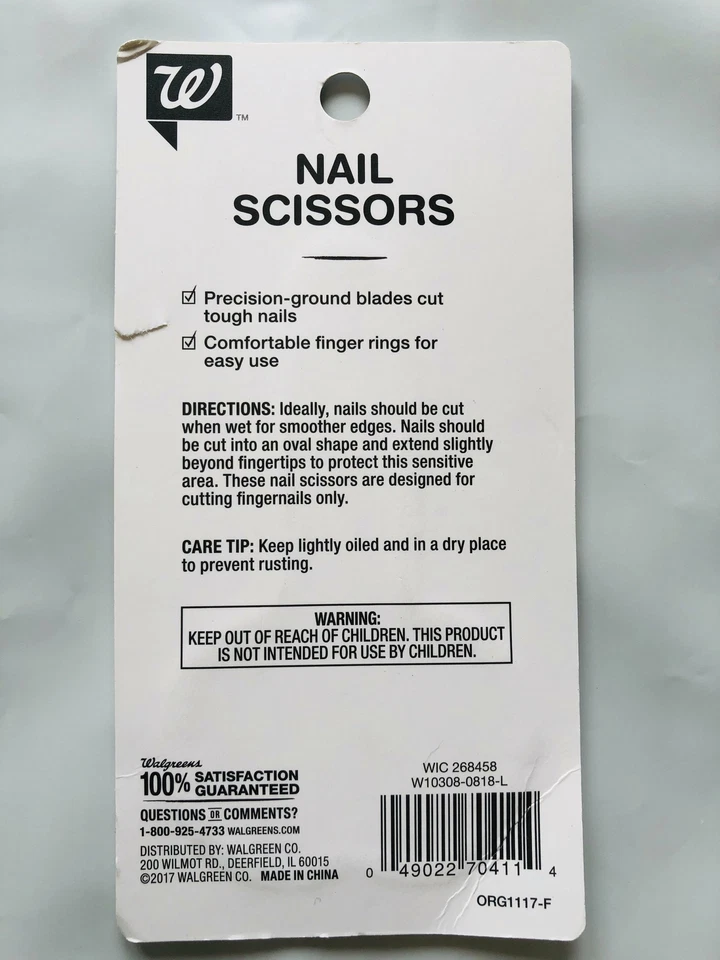 W
TM
NAIL
SCISSORS
Precision-ground blades cut
tough nails
Comfortable finger rings for
easy use
DIRECTIONS: Ideally, nails should be cut
when wet for smoother edges. Nails should
be cut into an oval shape and extend slightly
beyond fingertips to protect this sensitive
area. These nail scissors are designed for
cutting fingernails only.
CARE TIP: Keep lightly oiled and in a dry place
to prevent rusting.
WARNING:
KEEP OUT OF REACH OF CHILDREN. THIS PRODUCT
IS NOT INTENDED FOR USE BY CHILDREN.
Walgreens
100% SATISFACTION
GUARANTEED
QUESTIONS OR COMMENTS?
1-800-925-4733 WALGREENS.COM
DISTRIBUTED BY: WALGREEN CO.
200 WILMOT RD., DEERFIELD, IL 60015
©2017 WALGREEN CO. MADE IN CHINA
WIC 268458
W10308-0818-L
0 49022 70411 4
ORG1117-F